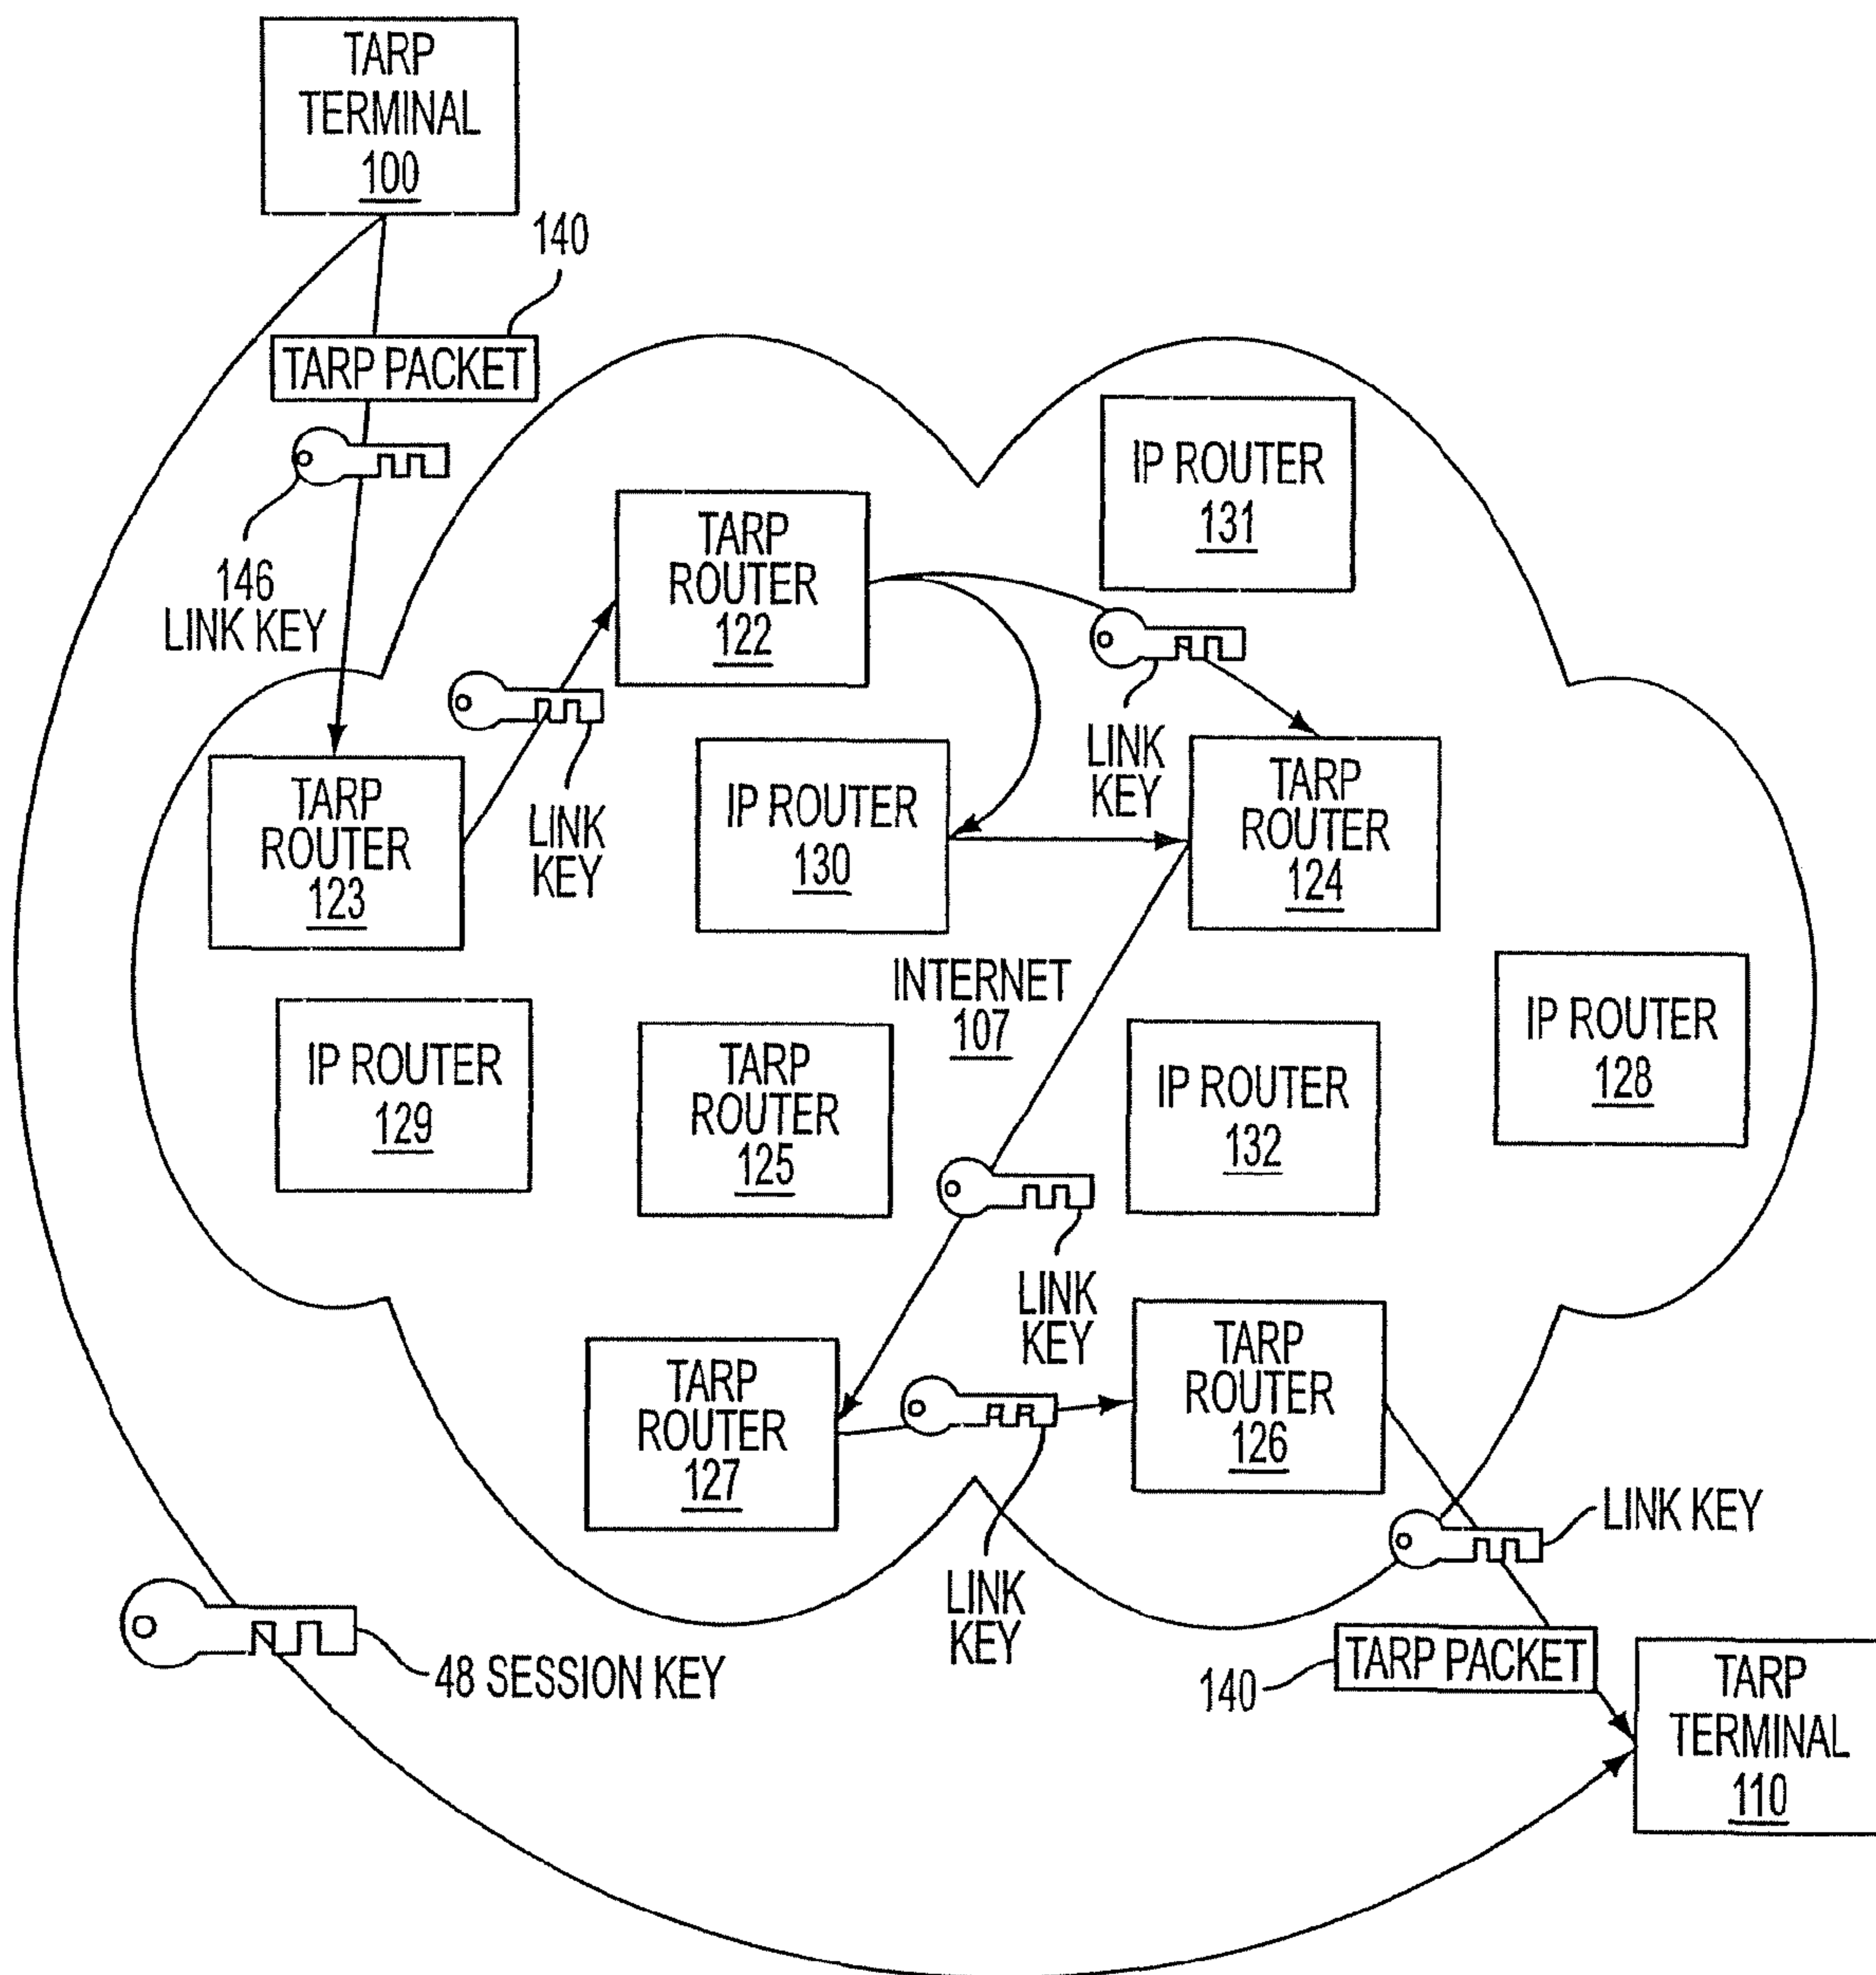 TARP
TERMINAL
100
140
TARP PACKET
146
LINK KEY
IP ROUTER
131
TARP
ROUTER
122
LINK
KEY
LINK
KEY
TARP
ROUTER
123
IP ROUTER
130
TARP
ROUTER
124
INTERNET
107
IP ROUTER
129
TARP
ROUTER
125
IP ROUTER
132
IP ROUTER
128
LINK
KEY
TARP
ROUTER
127
TARP
ROUTER
126
LINK
KEY
LINK KEY
48 SESSION KEY
TARP PACKET
140
TARP
TERMINAL
110